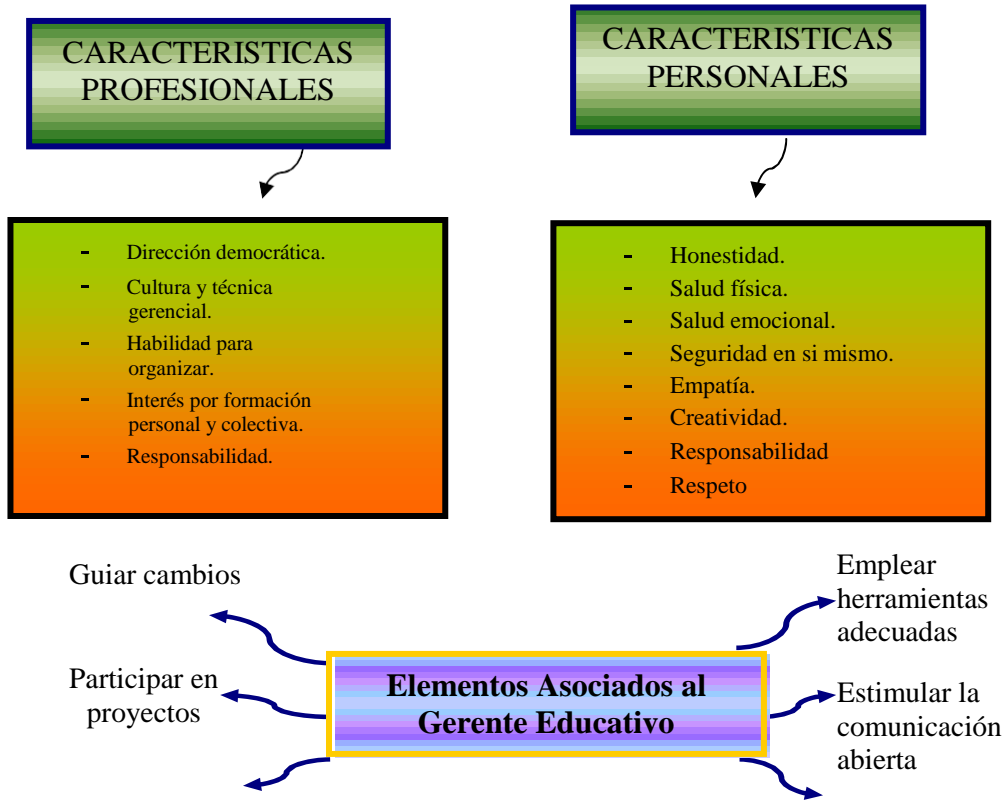 CARACTERISTICAS
PROFESIONALES
CARACTERISTICAS
PERSONALES
- Dirección democrática.
- Cultura y técnica
gerencial.
- Habilidad para
organizar.
- Interés por formación
personal y colectiva.
- Responsabilidad.
- Honestidad.
- Salud física.
- Salud emocional.
- Seguridad en si mismo.
- Empatía.
- Creatividad.
- Responsabilidad
- Respeto
Guiar cambios
Participar en
proyectos
Elementos Asociados al
Gerente Educativo
Emplear
herramientas
adecuadas
Estimular la
comunicación
abierta